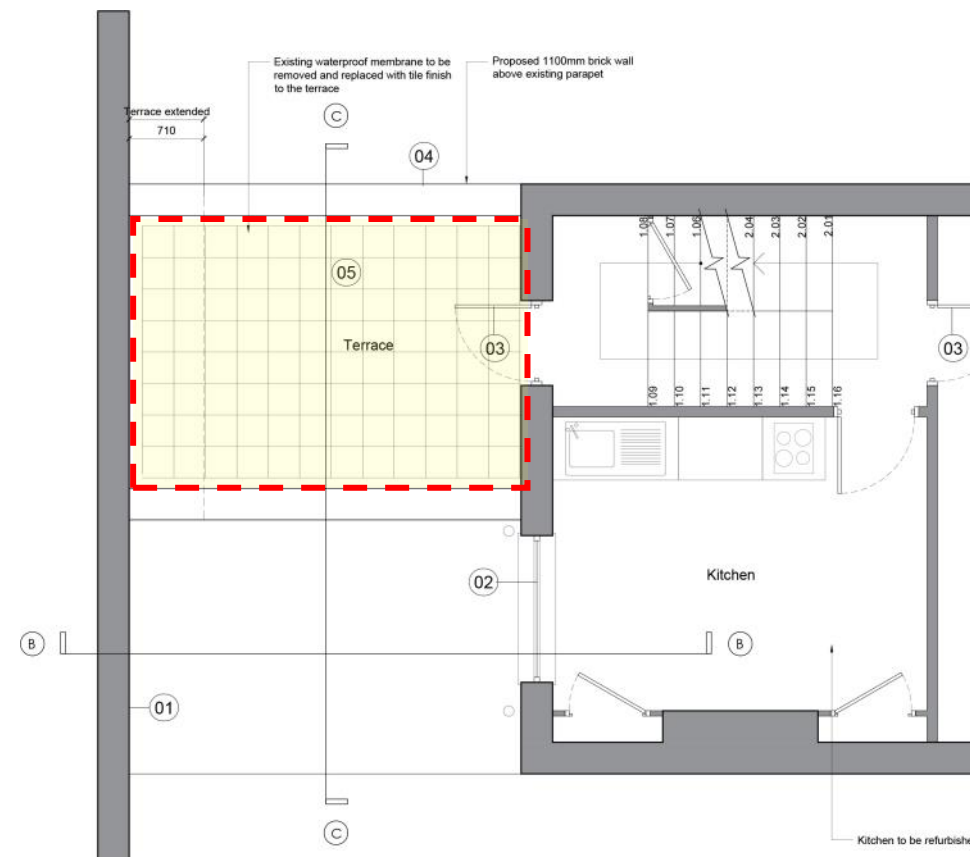 Existing waterproof membrane to be
removed and replaced with tile finish
to the terrace
Proposed 1100mm brick wall
above existing parapet
Terrace extended
710
C
04
05
Terrace
03
1.08
1.07
1.06
2.04
2.03
2.02
2.01
03
1.09
1.10
1.11
1.12
1.13
1.14
1.15
1.16
02
Kitchen
B
B
01
C
Kitchen to be refurbishe